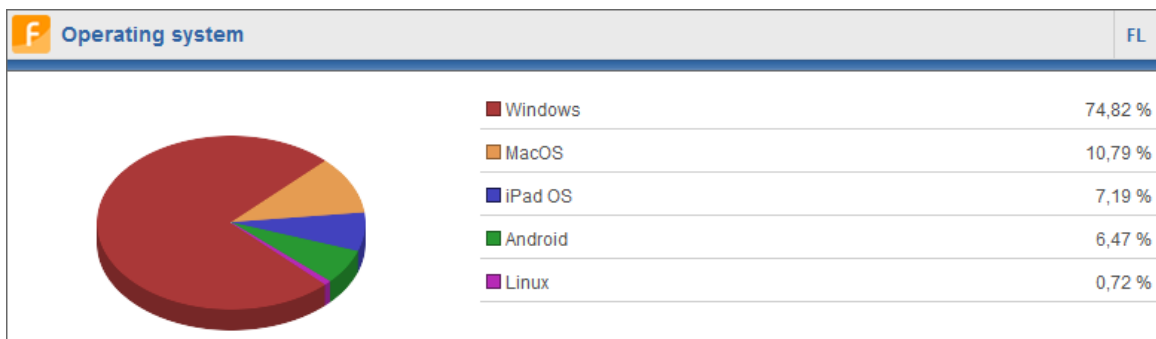 F Operating system FL
Windows 74,82 %
MacOS 10,79 %
iPad OS 7,19 %
Android 6,47 %
Linux 0,72 %